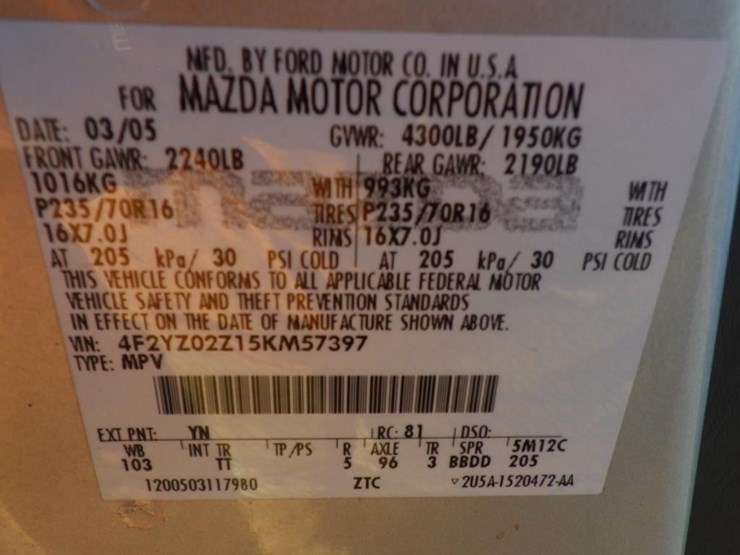 MFD. BY FORD MOTOR CO. IN U.S.A
FOR MAZDA MOTOR CORPORATION
DATE: 03/05 GVWR: 4300LB/ 1950KG
FRONT GAWR: 2240LB REAR GAWR: 2190LB
1016KG WITH 993KG WITH
P235/70R16 TIRES P235/70R16 TIRES
16X7.0J RIMS 16X7.0J RIMS
AT 205 kPa/ 30 PSI COLD AT 205 kPa/ 30 PSI COLD
THIS VEHICLE CONFORMS TO ALL APPLICABLE FEDERAL MOTOR
VEHICLE SAFETY AND THEFT PREVENTION STANDARDS
IN EFFECT ON THE DATE OF MANUFACTURE SHOWN ABOVE.
VIN: 4F2YZ02Z15KM57397
TYPE: MPV
EXT PNT: YN RC: 81 DSO:
WB INT TR TP/PS R AXLE TR SPR 5M12C
103 TT 5 96 3 BBDD 205
1200503117980 ZTC ▽ 2U5A-1520472-AA